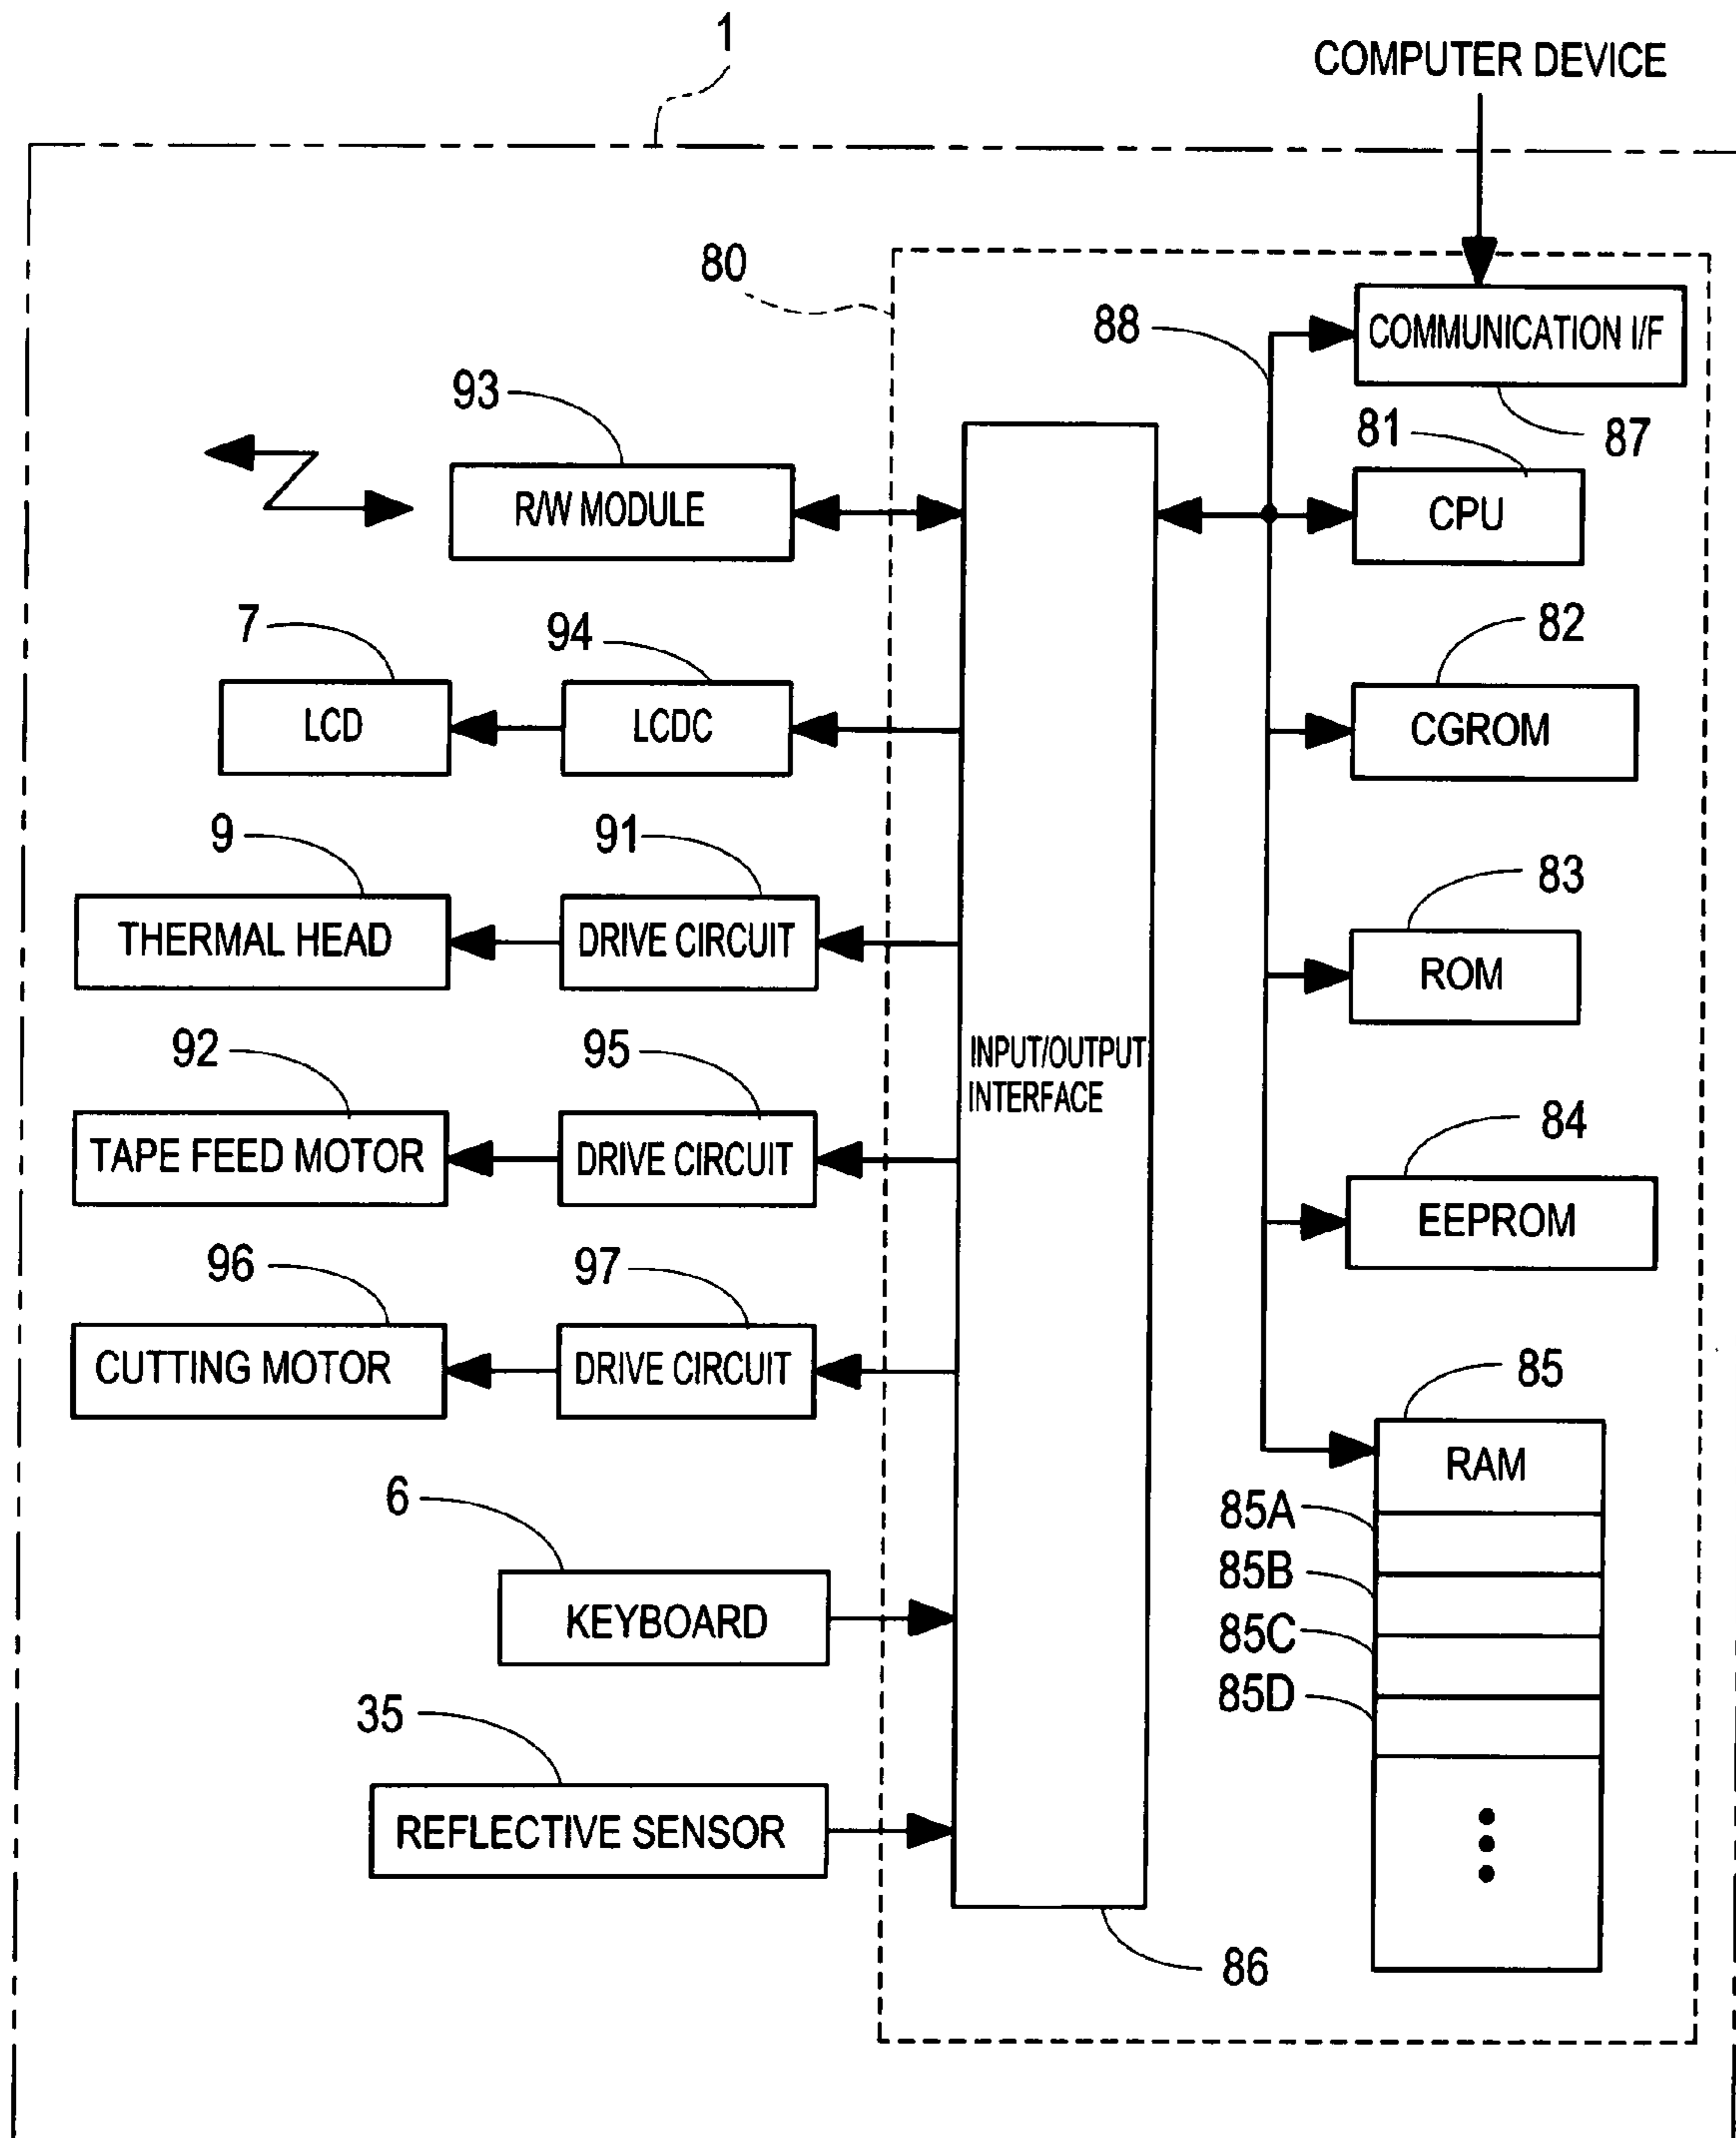 1
COMPUTER DEVICE
80
88
COMMUNICATION I/F
87
93
R/W MODULE
81
CPU
7
LCD
94
LCDC
82
CGROM
9
THERMAL HEAD
91
DRIVE CIRCUIT
83
ROM
INPUT/OUTPUT
INTERFACE
92
TAPE FEED MOTOR
95
DRIVE CIRCUIT
84
EEPROM
96
CUTTING MOTOR
97
DRIVE CIRCUIT
85
RAM
85A
85B
85C
85D
6
KEYBOARD
35
REFLECTIVE SENSOR
86